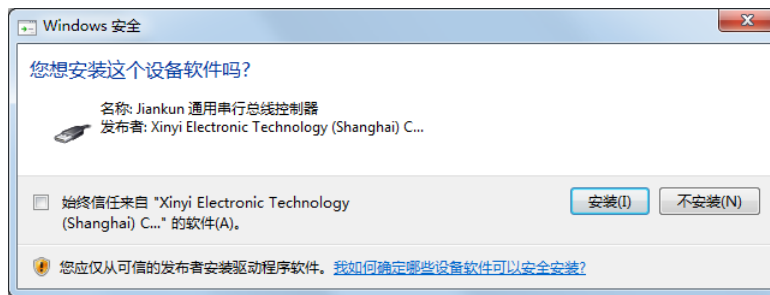 Windows 安全
您想安装这个设备软件吗?
名称: Jiankun 通用串行总线控制器
发布者: Xinyi Electronic Technology (Shanghai) C...
始终信任来自 "Xinyi Electronic Technology
(Shanghai) C..." 的软件(A)。
安装(I)
不安装(N)
您应仅从可信的发布者安装驱动程序软件。我如何确定哪些设备软件可以安全安装?